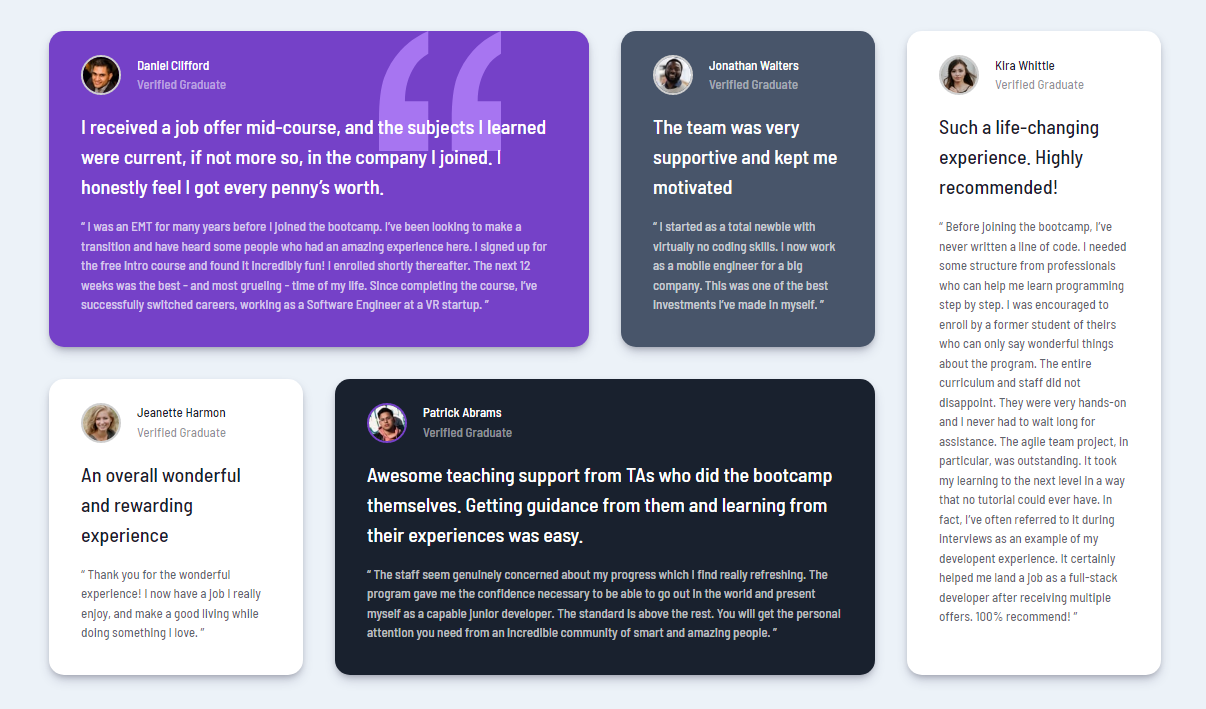 Daniel Clifford
Verified Graduate
I received a job offer mid-course, and the subjects I learned
were current, if not more so, in the company I joined. I
honestly feel I got every penny’s worth.
“ I was an EMT for many years before I joined the bootcamp. I’ve been looking to make a
transition and have heard some people who had an amazing experience here. I signed up for
the free intro course and found it incredibly fun! I enrolled shortly thereafter. The next 12
weeks was the best - and most grueling - time of my life. Since completing the course, I’ve
successfully switched careers, working as a Software Engineer at a VR startup. ”
Jonathan Walters
Verified Graduate
The team was very
supportive and kept me
motivated
“ I started as a total newbie with
virtually no coding skills. I now work
as a mobile engineer for a big
company. This was one of the best
investments I’ve made in myself. ”
Kira Whittle
Verified Graduate
Such a life-changing
experience. Highly
recommended!
“ Before joining the bootcamp, I’ve
never written a line of code. I needed
some structure from professionals
who can help me learn programming
step by step. I was encouraged to
enroll by a former student of theirs
who can only say wonderful things
about the program. The entire
curriculum and staff did not
disappoint. They were very hands-on
and I never had to wait long for
assistance. The agile team project, in
particular, was outstanding. It took
my learning to the next level in a way
that no tutorial could ever have. In
fact, I’ve often referred to it during
interviews as an example of my
developent experience. It certainly
helped me land a job as a full-stack
developer after receiving multiple
offers. 100% recommend! ”
Jeanette Harmon
Verified Graduate
An overall wonderful
and rewarding
experience
“ Thank you for the wonderful
experience! I now have a job I really
enjoy, and make a good living while
doing something I love. ”
Patrick Abrams
Verified Graduate
Awesome teaching support from TAs who did the bootcamp
themselves. Getting guidance from them and learning from
their experiences was easy.
“ The staff seem genuinely concerned about my progress which I find really refreshing. The
program gave me the confidence necessary to be able to go out in the world and present
myself as a capable junior developer. The standard is above the rest. You will get the personal
attention you need from an incredible community of smart and amazing people. ”